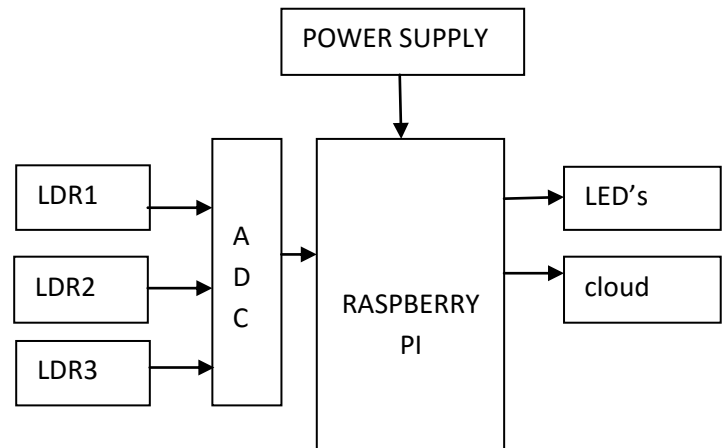 POWER SUPPLY
LDR1
LDR2
LDR3
A
D
C
RASPBERRY
PI
LED’s
cloud